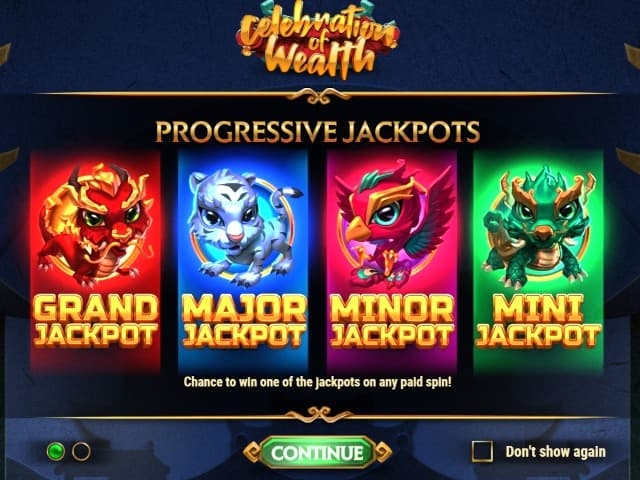 Celebration
of
Wealth
PROGRESSIVE JACKPOTS
GRAND
JACKPOT
MAJOR
JACKPOT
MINOR
JACKPOT
MINI
JACKPOT
Chance to win one of the jackpots on any paid spin!
CONTINUE
Don't show again